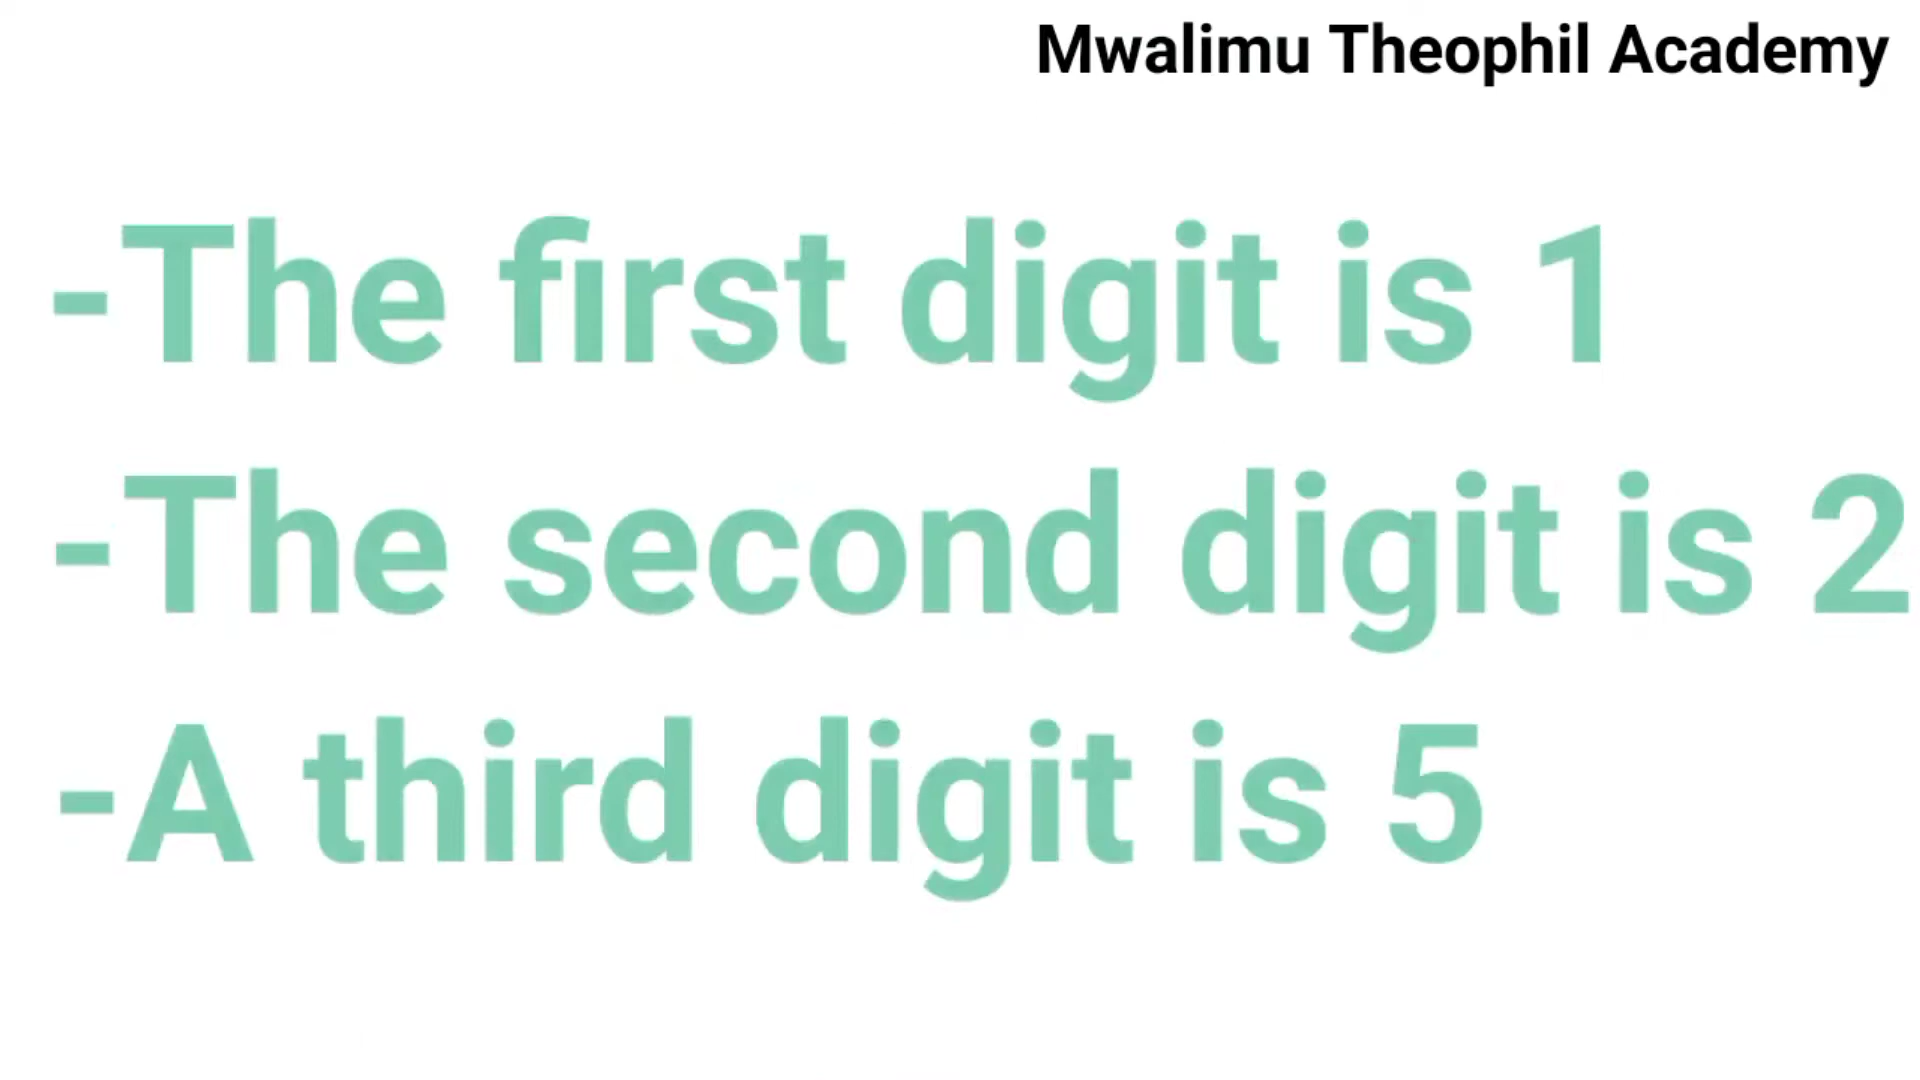 Mwalimu Theophil Academy
-The first digit is 1
-The second digit is 2
-A third digit is 5